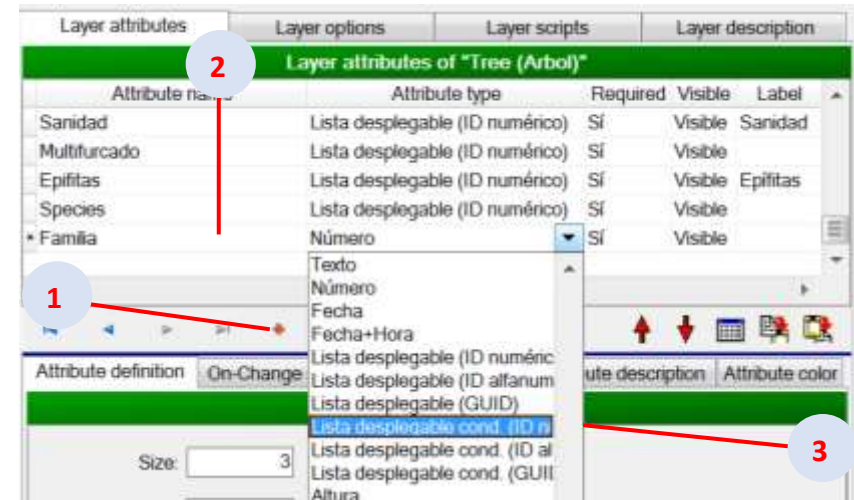 Layer attributes Layer options Layer scripts Layer description
Layer attributes of "Tree (Arbol)"
2
Attribute name Attribute type Required Visible Label
Sanidad Lista desplegable (ID numérico) Sí Visible Sanidad
Multifurcado Lista desplegable (ID numérico) Sí Visible
Epifitas Lista desplegable (ID numérico) Sí Visible Epífitas
Species Lista desplegable (ID numérico) Sí Visible
Familia Número Sí Visible
Texto
1
Número
Fecha
Fecha+Hora
Lista desplegable (ID numéric
Attribute definition On-Change Lista desplegable (ID alfanum ute description Attribute color
Lista desplegable (GUID)
Lista desplegable cond. (ID n
3
Lista desplegable cond. (ID al
Size: 3
Lista desplegable cond. (GUI
Altura